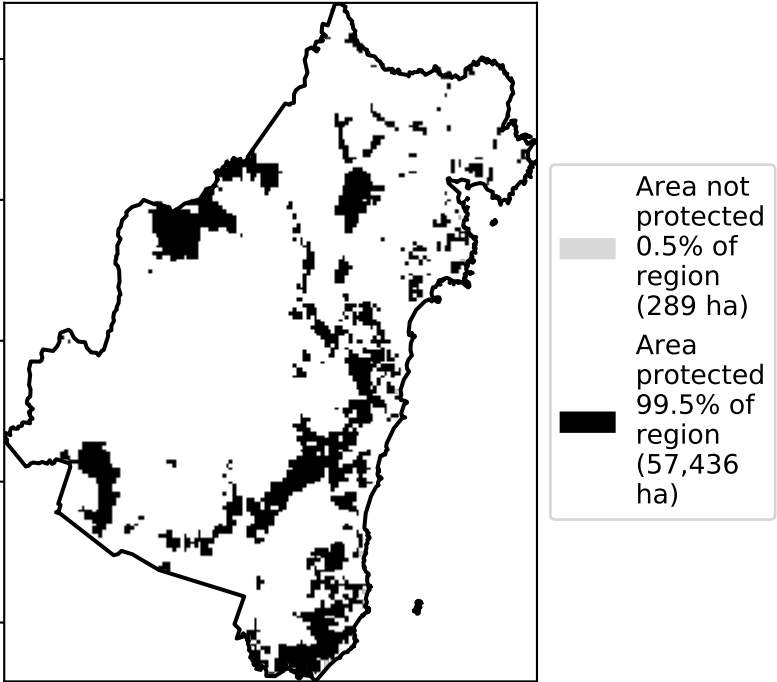 Area not
protected
0.5% of
region
(289 ha)
Area
protected
99.5% of
region
(57,436
ha)